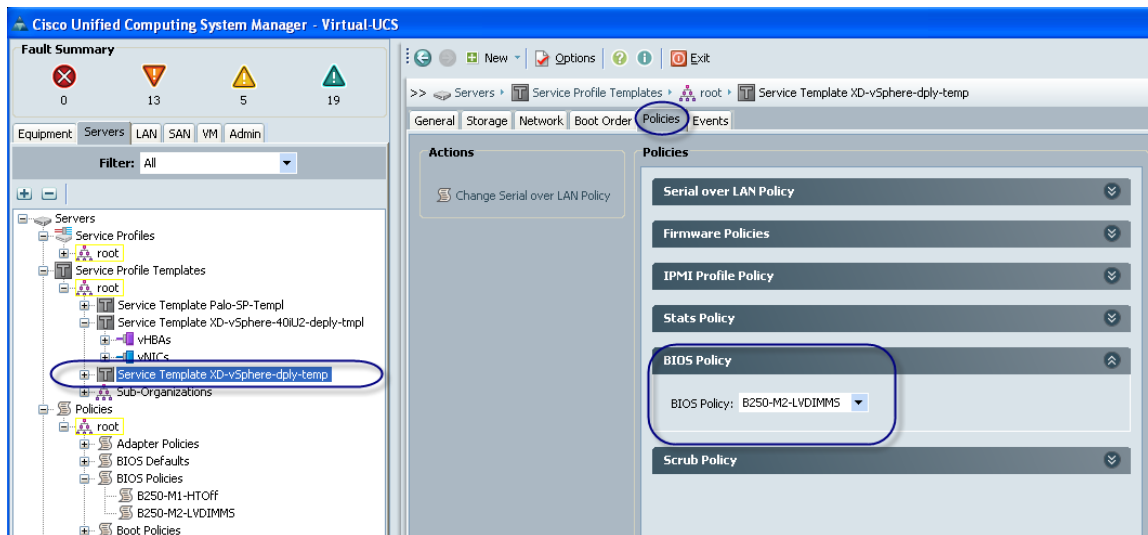 Cisco Unified Computing System Manager - Virtual-UCS
Fault Summary
0 13 5 19
Equipment Servers LAN SAN VM Admin
Filter: All
Servers
Service Profiles
root
Service Profile Templates
root
Service Template Palo-SP-Templ
Service Template XD-vSphere-40iU2-deply-tmpl
vHBAs
vNICs
Service Template XD-vSphere-dply-temp
Sub-Organizations
Policies
root
Adapter Policies
BIOS Defaults
BIOS Policies
B250-M1-HTOff
B250-M2-LVDIMMS
Boot Policies
New Options Exit
>> Servers Service Profile Templates root Service Template XD-vSphere-dply-temp
General Storage Network Boot Order Policies Events
Actions
Change Serial over LAN Policy
Policies
Serial over LAN Policy
Firmware Policies
IPMI Profile Policy
Stats Policy
BIOS Policy
BIOS Policy: B250-M2-LVDIMMS
Scrub Policy